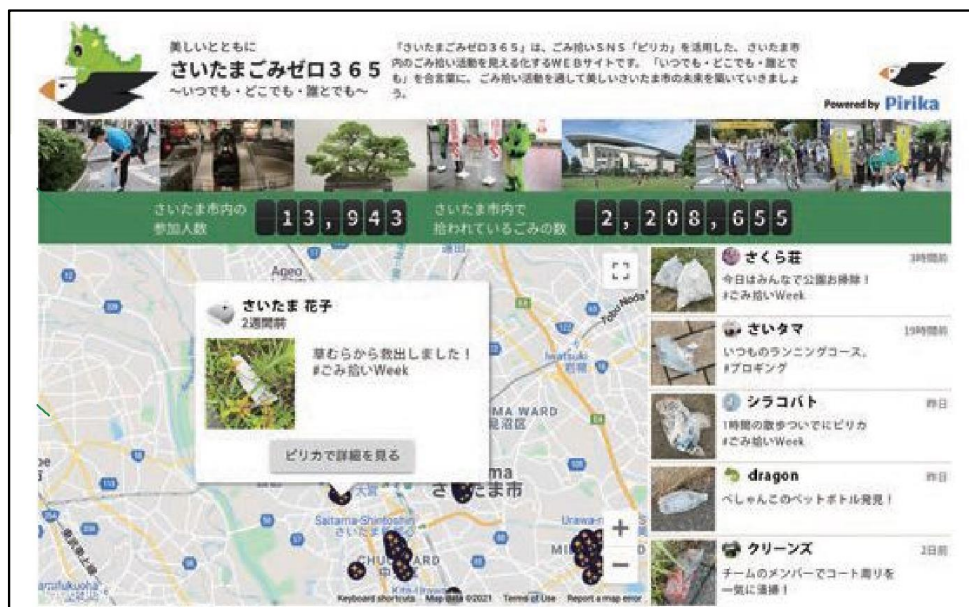 美しいとともに
さいたまごみゼロ３６５
～いつでも・どこでも・誰とでも～
「さいたまごみゼロ３６５」は、ごみ拾いＳＮＳ「ピリカ」を活用した、さいたま市
内のごみ拾い活動を見える化するＷＥＢサイトです。「いつでも・どこでも・誰とで
も」を合言葉に、ごみ拾い活動を通して美しいさいたま市の未来を築いていきましょ
う。
Powered by Pirika
さいたま市内の
参加人数
13,943
さいたま市内で
拾われているごみの数
2,208,655
Ageo
さいたま 花子
2週間前
草むらから救出しました！
#ごみ拾いWeek
ピリカで詳細を見る
Iwatsuki
岩槻
MA WARD
見沼区
大宮
さいたま市
Saitama-Shintoshin
さいたま新都心
Keyboard shortcuts
Map data ©2021
Terms of Use
Report a map error
さくら荘
3時間前
今日はみんなで公園お掃除！
#ごみ拾いWeek
さいタマ
19時間前
いつものランニングコース、
#プロギング
シラコバト
昨日
1時間の散歩ついでにピリカ
#ごみ拾いWeek
dragon
昨日
ぺしゃんこのペットボトル発見！
クリーンズ
2日前
チームのメンバーでコート周りを
一気に清掃！